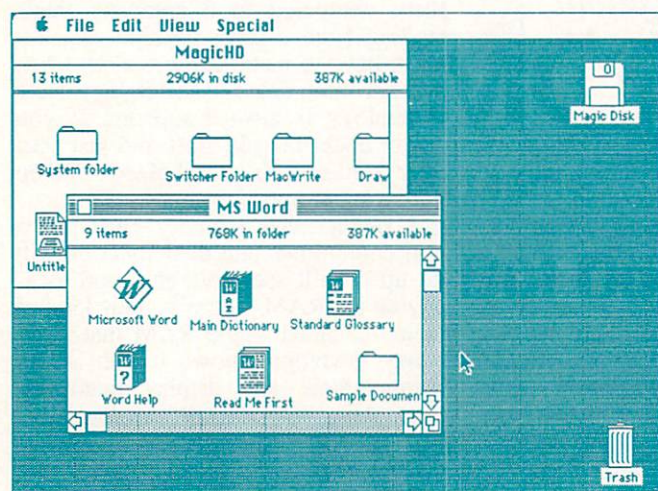 File Edit View Special
MagicHD
13 items 2906K in disk 387K available
0
Magic Disk
System folder
Switcher Folder MacWrite Draw
MS Word
9 items 768K in folder 387K available
Untitle
Microsoft Word Main Dictionary Standard Glossary
Word Help Read Me First Sample Documen
Trash